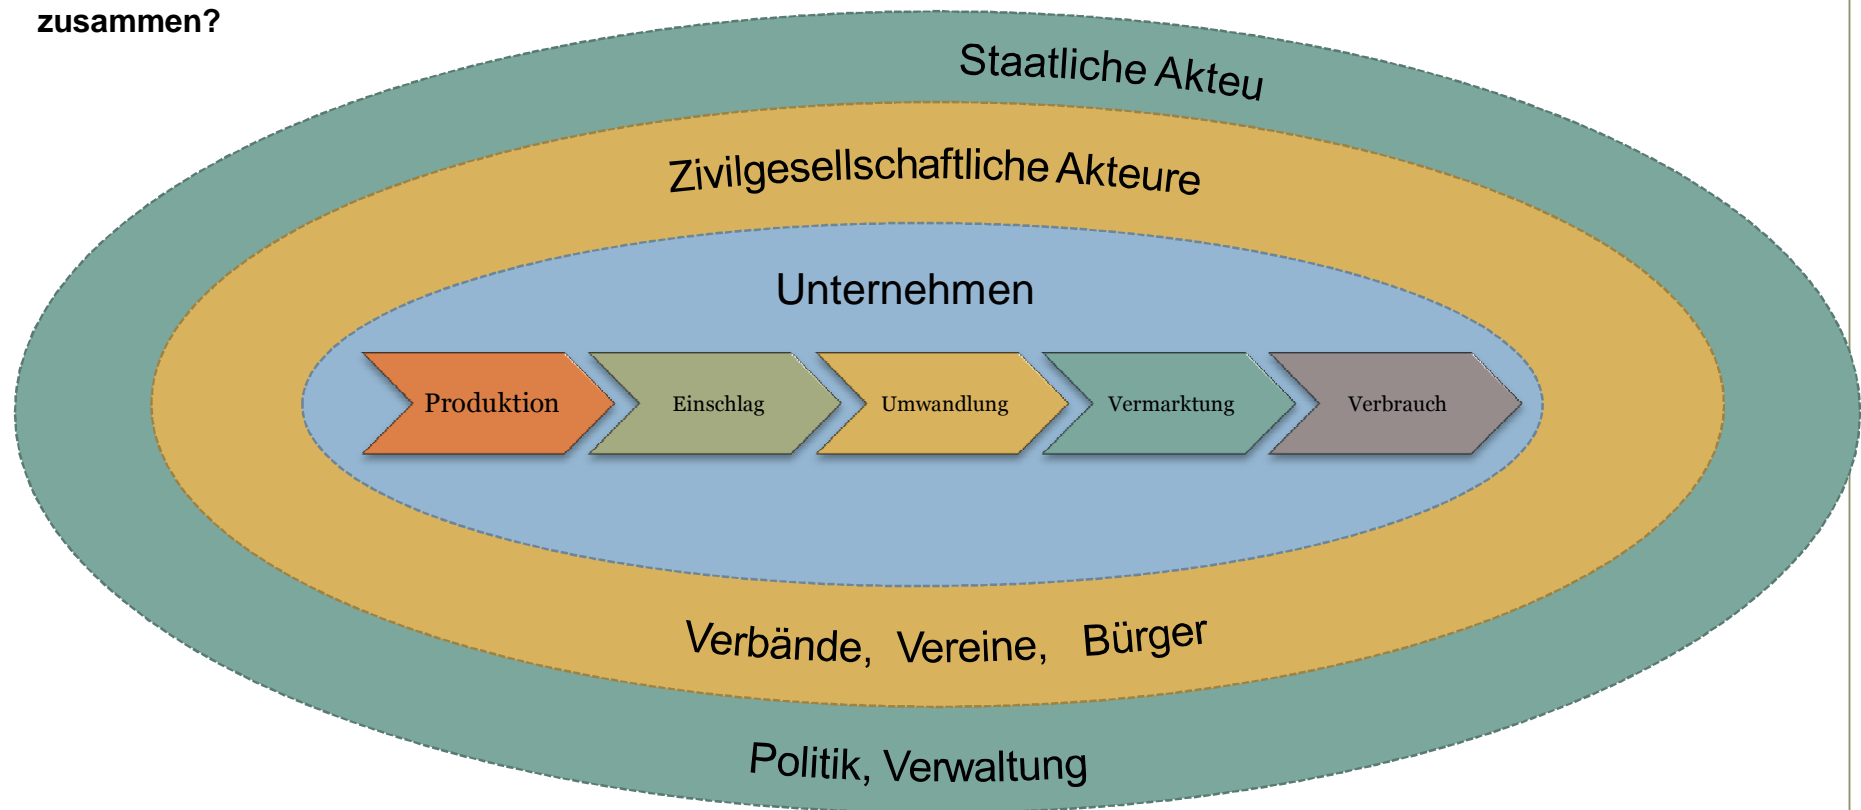 zusammen?
Staatliche Akteu
Zivilgesellschaftliche Akteure
Unternehmen
Produktion Einschlag Umwandlung Vermarktung Verbrauch
Verbände, Vereine, Bürger
Politik, Verwaltung